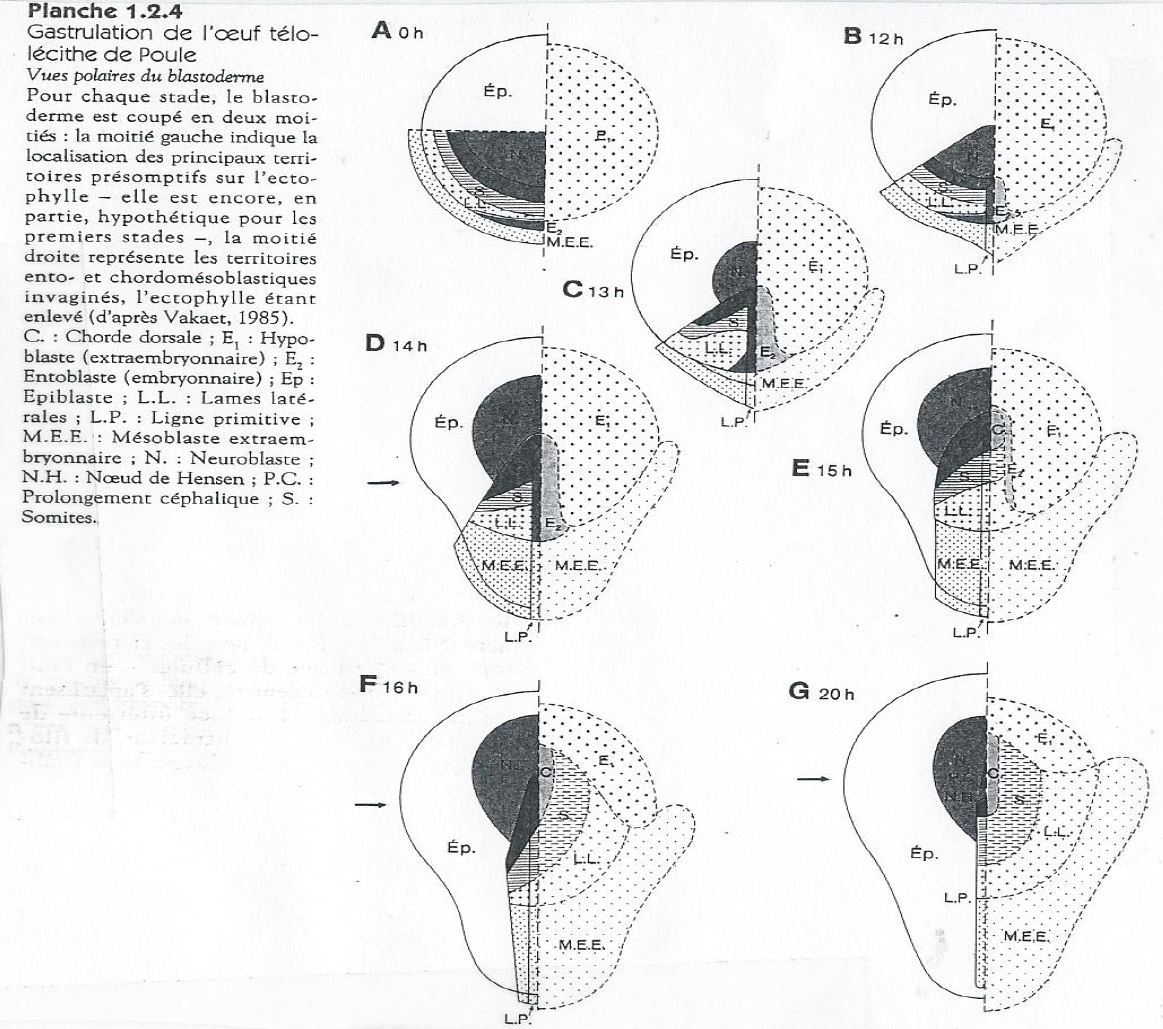 Planche 1.2.4
Gastrulation de l'œuf télo-
lécithe de Poule
Vues polaires du blastoderme
Pour chaque stade, le blasto-
derme est coupé en deux moi-
tiés : la moitié gauche indique la
localisation des principaux terri-
toires présomptifs sur l'ecto-
phylle – elle est encore, en
partie, hypothétique pour les
premiers stades –, la moitié
droite représente les territoires
ento- et chordomésoblastiques
invaginés, l'ectophylle étant
enlevé (d'après Vakaet, 1985).
C. : Chorde dorsale ; E1 : Hypo-
blaste (extraembryonnaire) ; E2 :
Entoblaste (embryonnaire) ; Ep :
Epiblaste ; L.L. : Lames laté-
rales ; L.P. : Ligne primitive ;
M.E.E. : Mésoblaste extraem-
bryonnaire ; N. : Neuroblaste ;
N.H. : Nœud de Hensen ; P.C. :
Prolongement céphalique ; S. :
Somites.
A 0 h
Ép.
N.
S.
L.L.
E2
M.E.E.
B 12 h
Ép.
E1
N.
S.
L.L.
E2
M.E.E.
L.P.
C 13 h
Ép.
E1
N.
S.
L.L.
E2
M.E.E.
L.P.
D 14 h
Ép.
N.
E1
S.
L.L.
E2
M.E.E.
M.E.E.
L.P.
E 15 h
Ép.
N.
C.
E1
S.
E2
L.L.
M.E.E.
M.E.E.
L.P.
F 16 h
N.
C.
E1
S.
Ép.
L.L.
M.E.E.
L.P.
G 20 h
E1
N.
C.
N.H.
S.
L.L.
Ép.
L.P.
M.E.E.